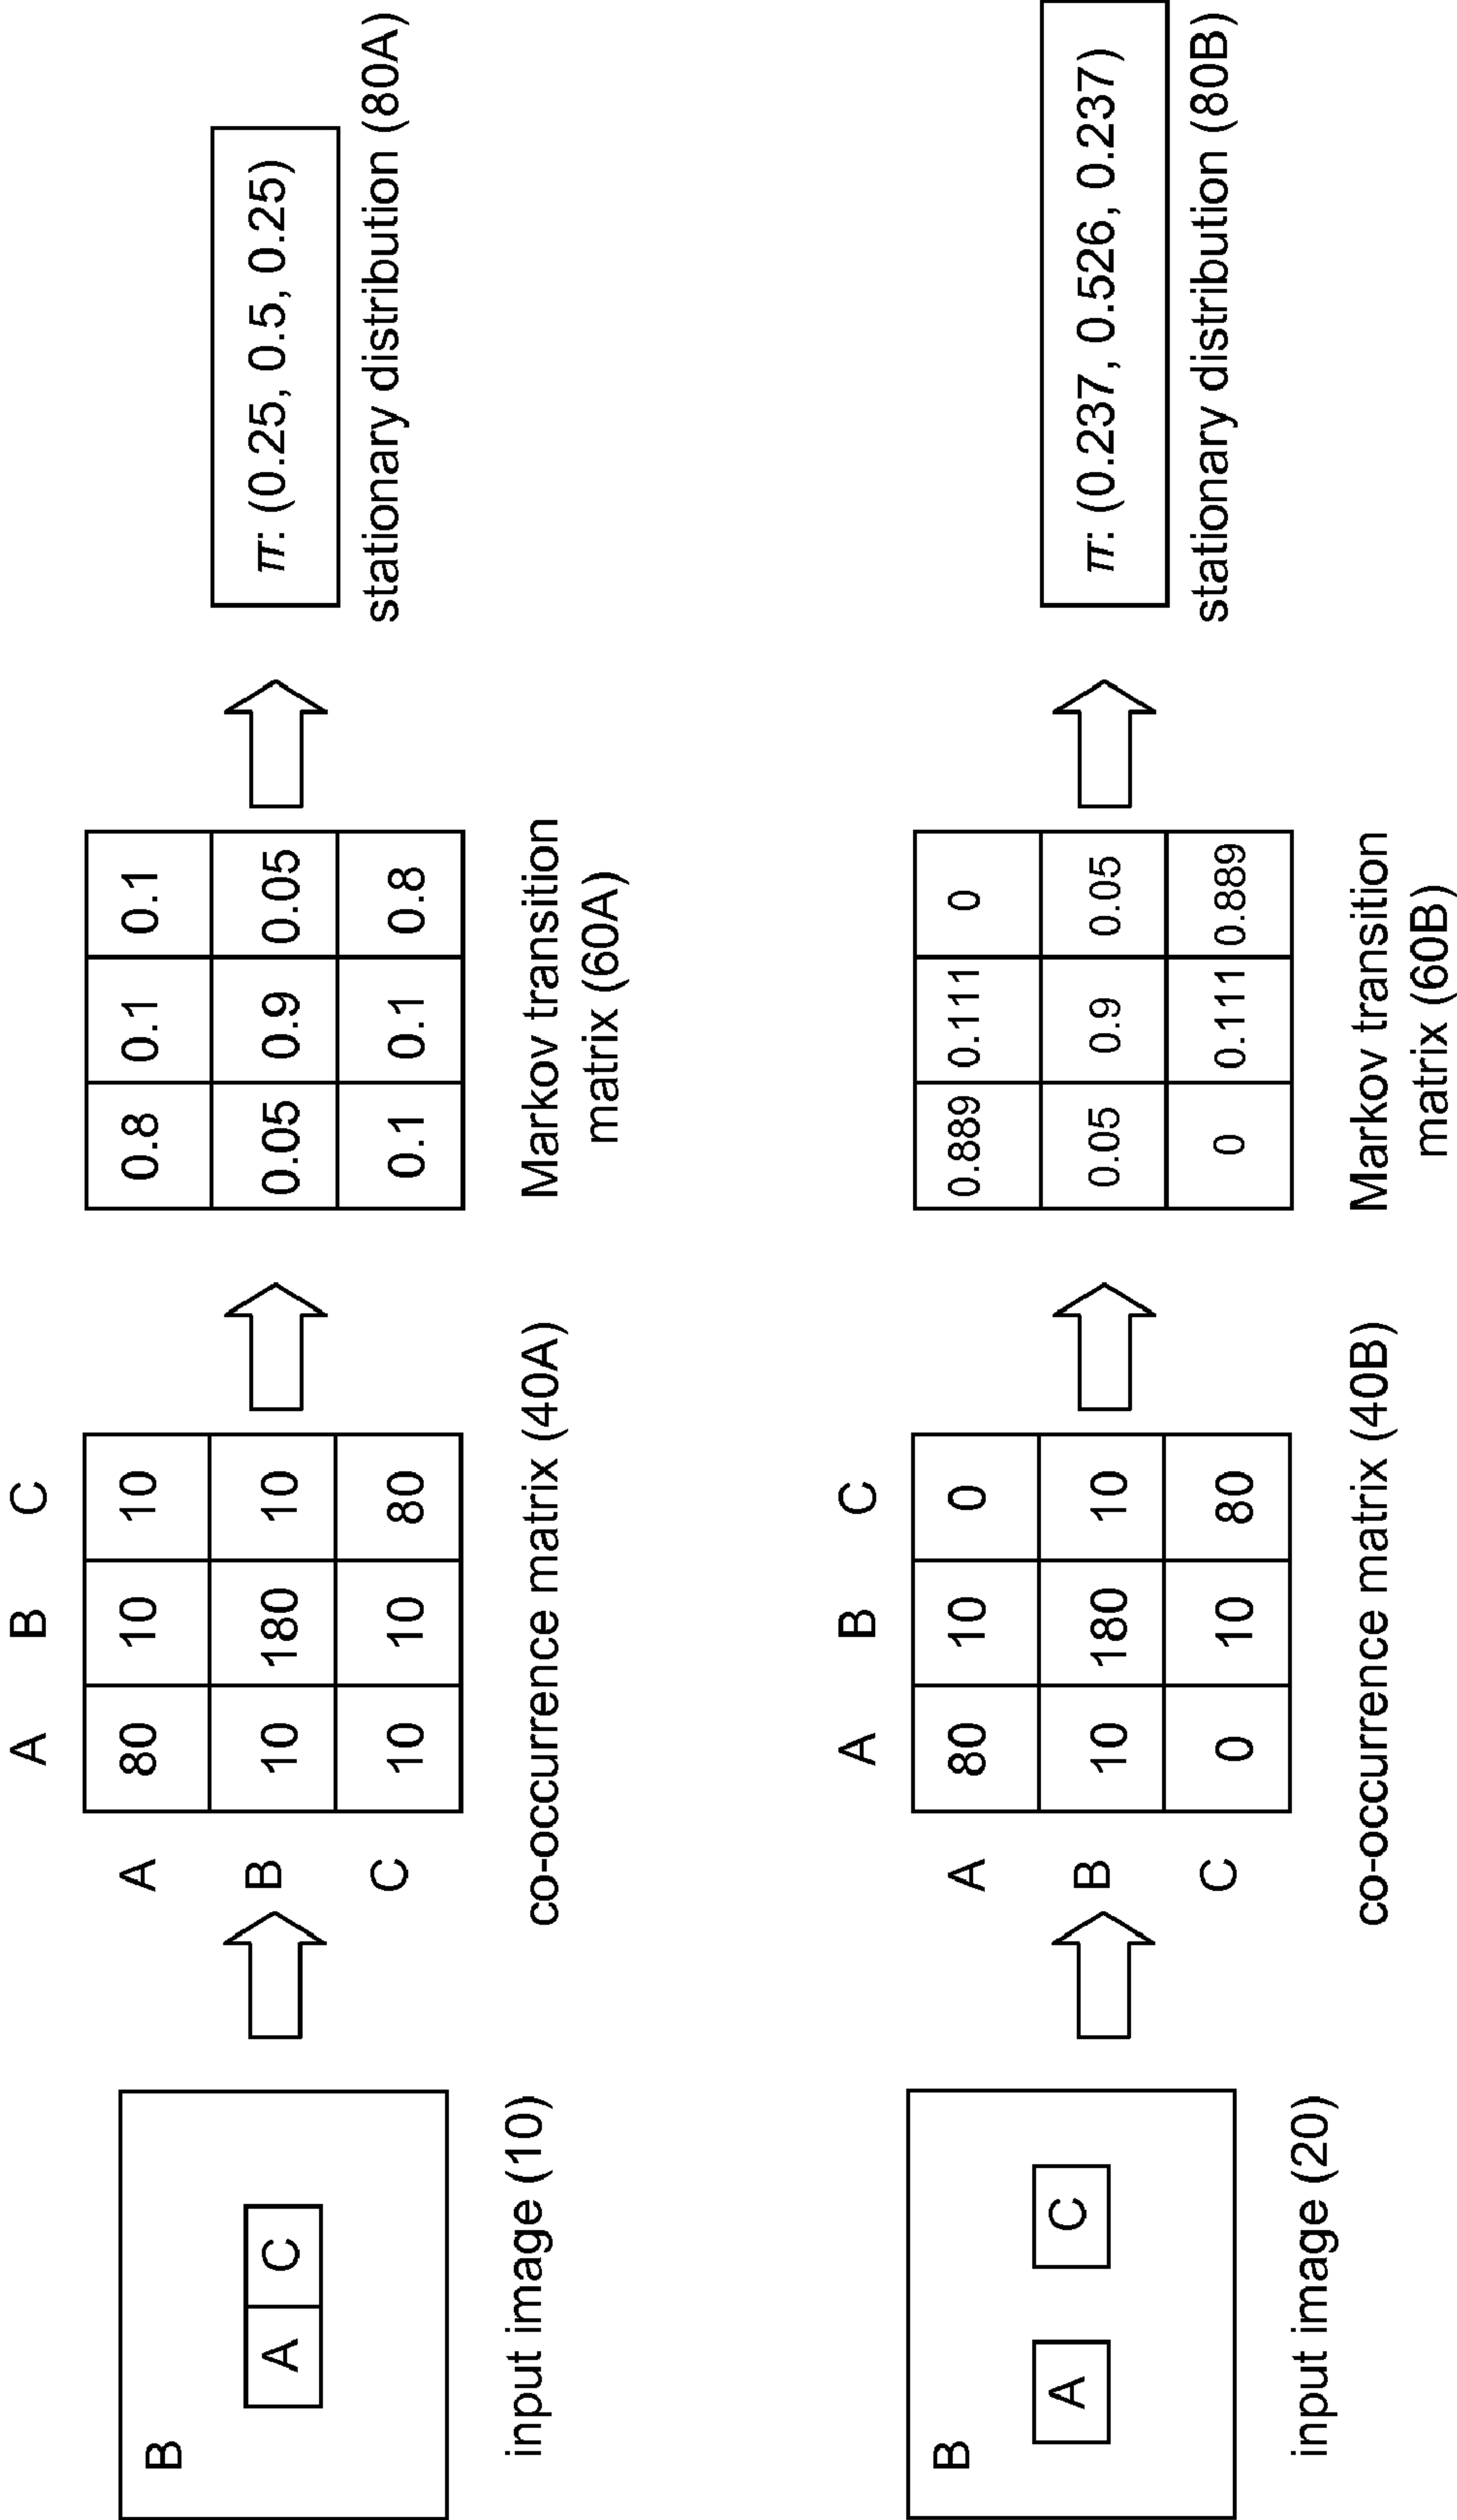 B
A C
input image (10)
A B C
A 80 10 10
B 10 180 10
C 10 10 80
co-occurrence matrix (40A)
0.8 0.1 0.1
0.05 0.9 0.05
0.1 0.1 0.8
Markov transition
matrix (60A)
π: (0.25, 0.5, 0.25)
stationary distribution (80A)
B
A C
input image (20)
A B C
A 80 10 0
B 10 180 10
C 0 10 80
co-occurrence matrix (40B)
0.889 0.111 0
0.05 0.9 0.05
0 0.111 0.889
Markov transition
matrix (60B)
π: (0.237, 0.526, 0.237)
stationary distribution (80B)